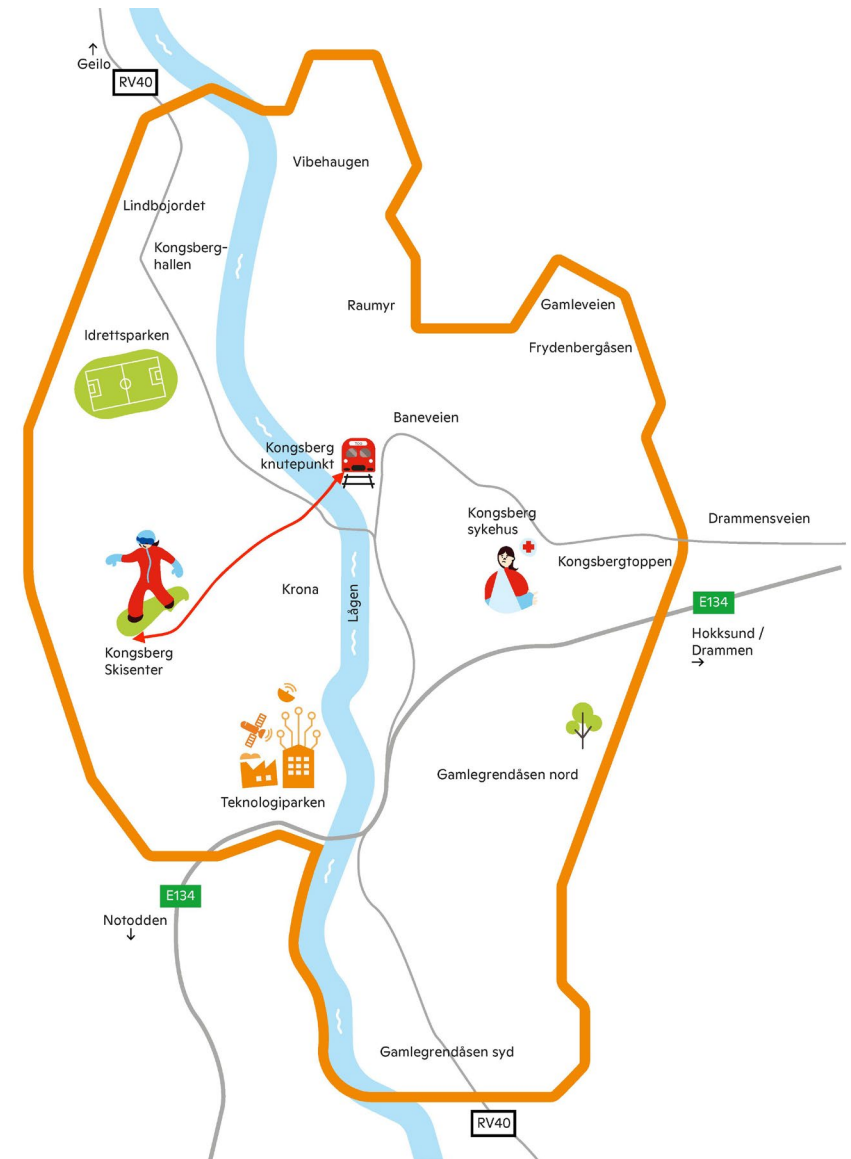 ↑
Geilo
RV40
Vibehaugen
Lindbojordet
Kongsberg-
hallen
Raumyr
Gamleveien
Idrettsparken
Frydenbergåsen
Baneveien
Kongsberg
knutepunkt
Kongsberg
sykehus
Drammensveien
Kongsbergtoppen
Krona
Lågen
E134
Hokksund /
Drammen
→
Kongsberg
Skisenter
Gamlegrendåsen nord
Teknologiparken
E134
Notodden
↓
Gamlegrendåsen syd
RV40